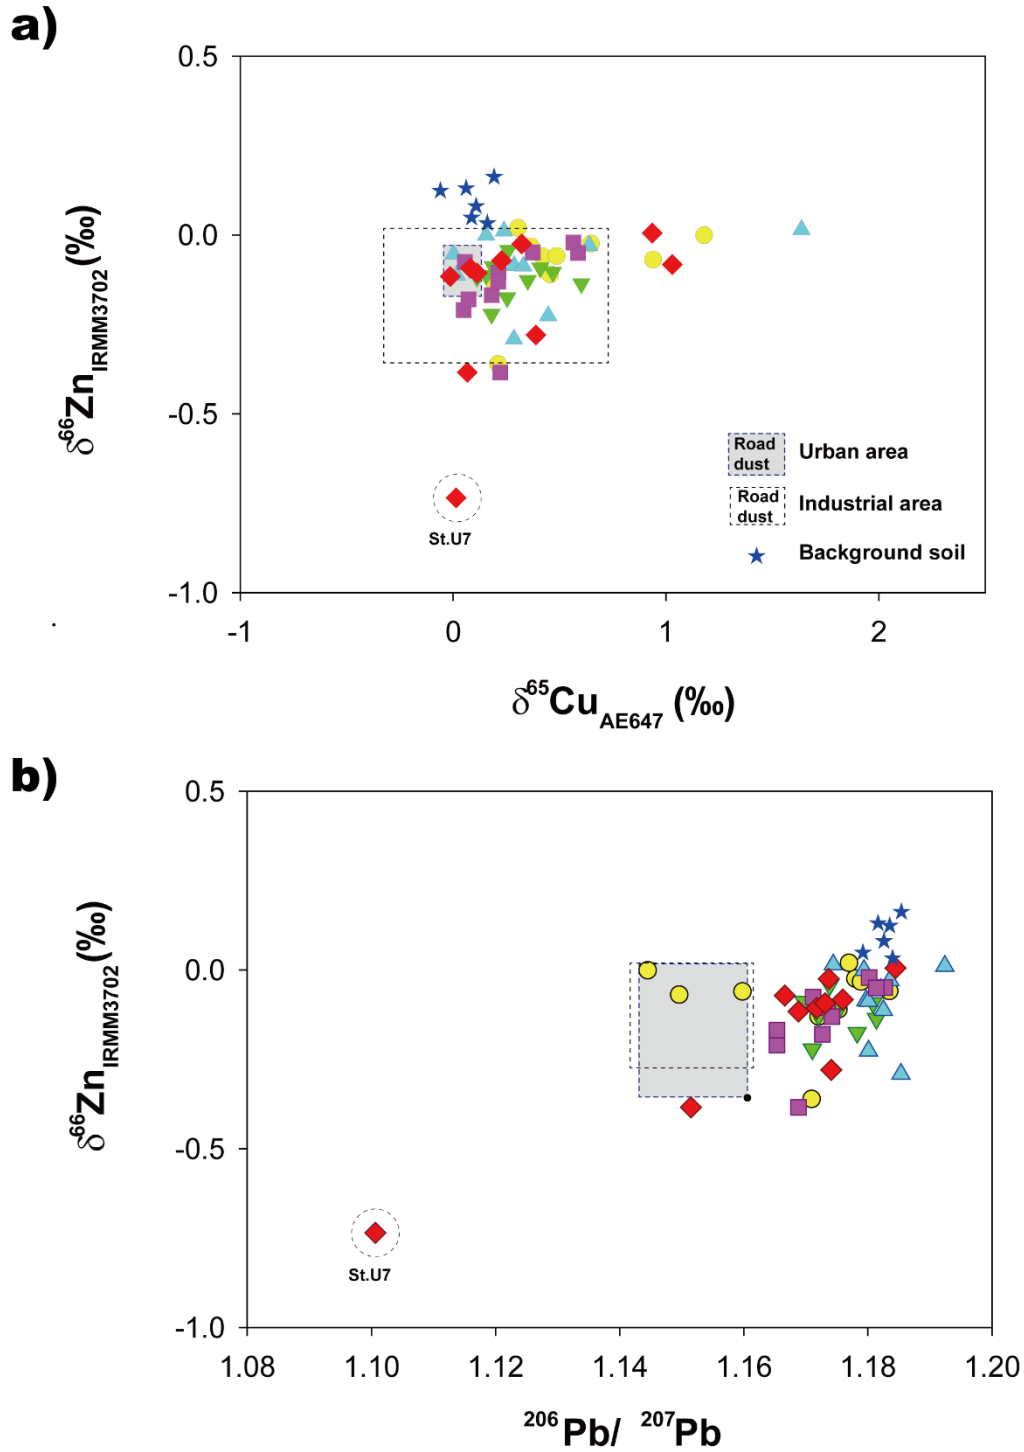 a)
0.5
0.0
-0.5
-1.0
δ66ZnIRMM3702(‰)
Road dust Urban area
Road dust Industrial area
Background soil
St.U7
-1 0 1 2
δ65CuAE647 (‰)
b)
0.5
0.0
-0.5
-1.0
δ66ZnIRMM3702(‰)
St.U7
1.08 1.10 1.12 1.14 1.16 1.18 1.20
206Pb/ 207Pb